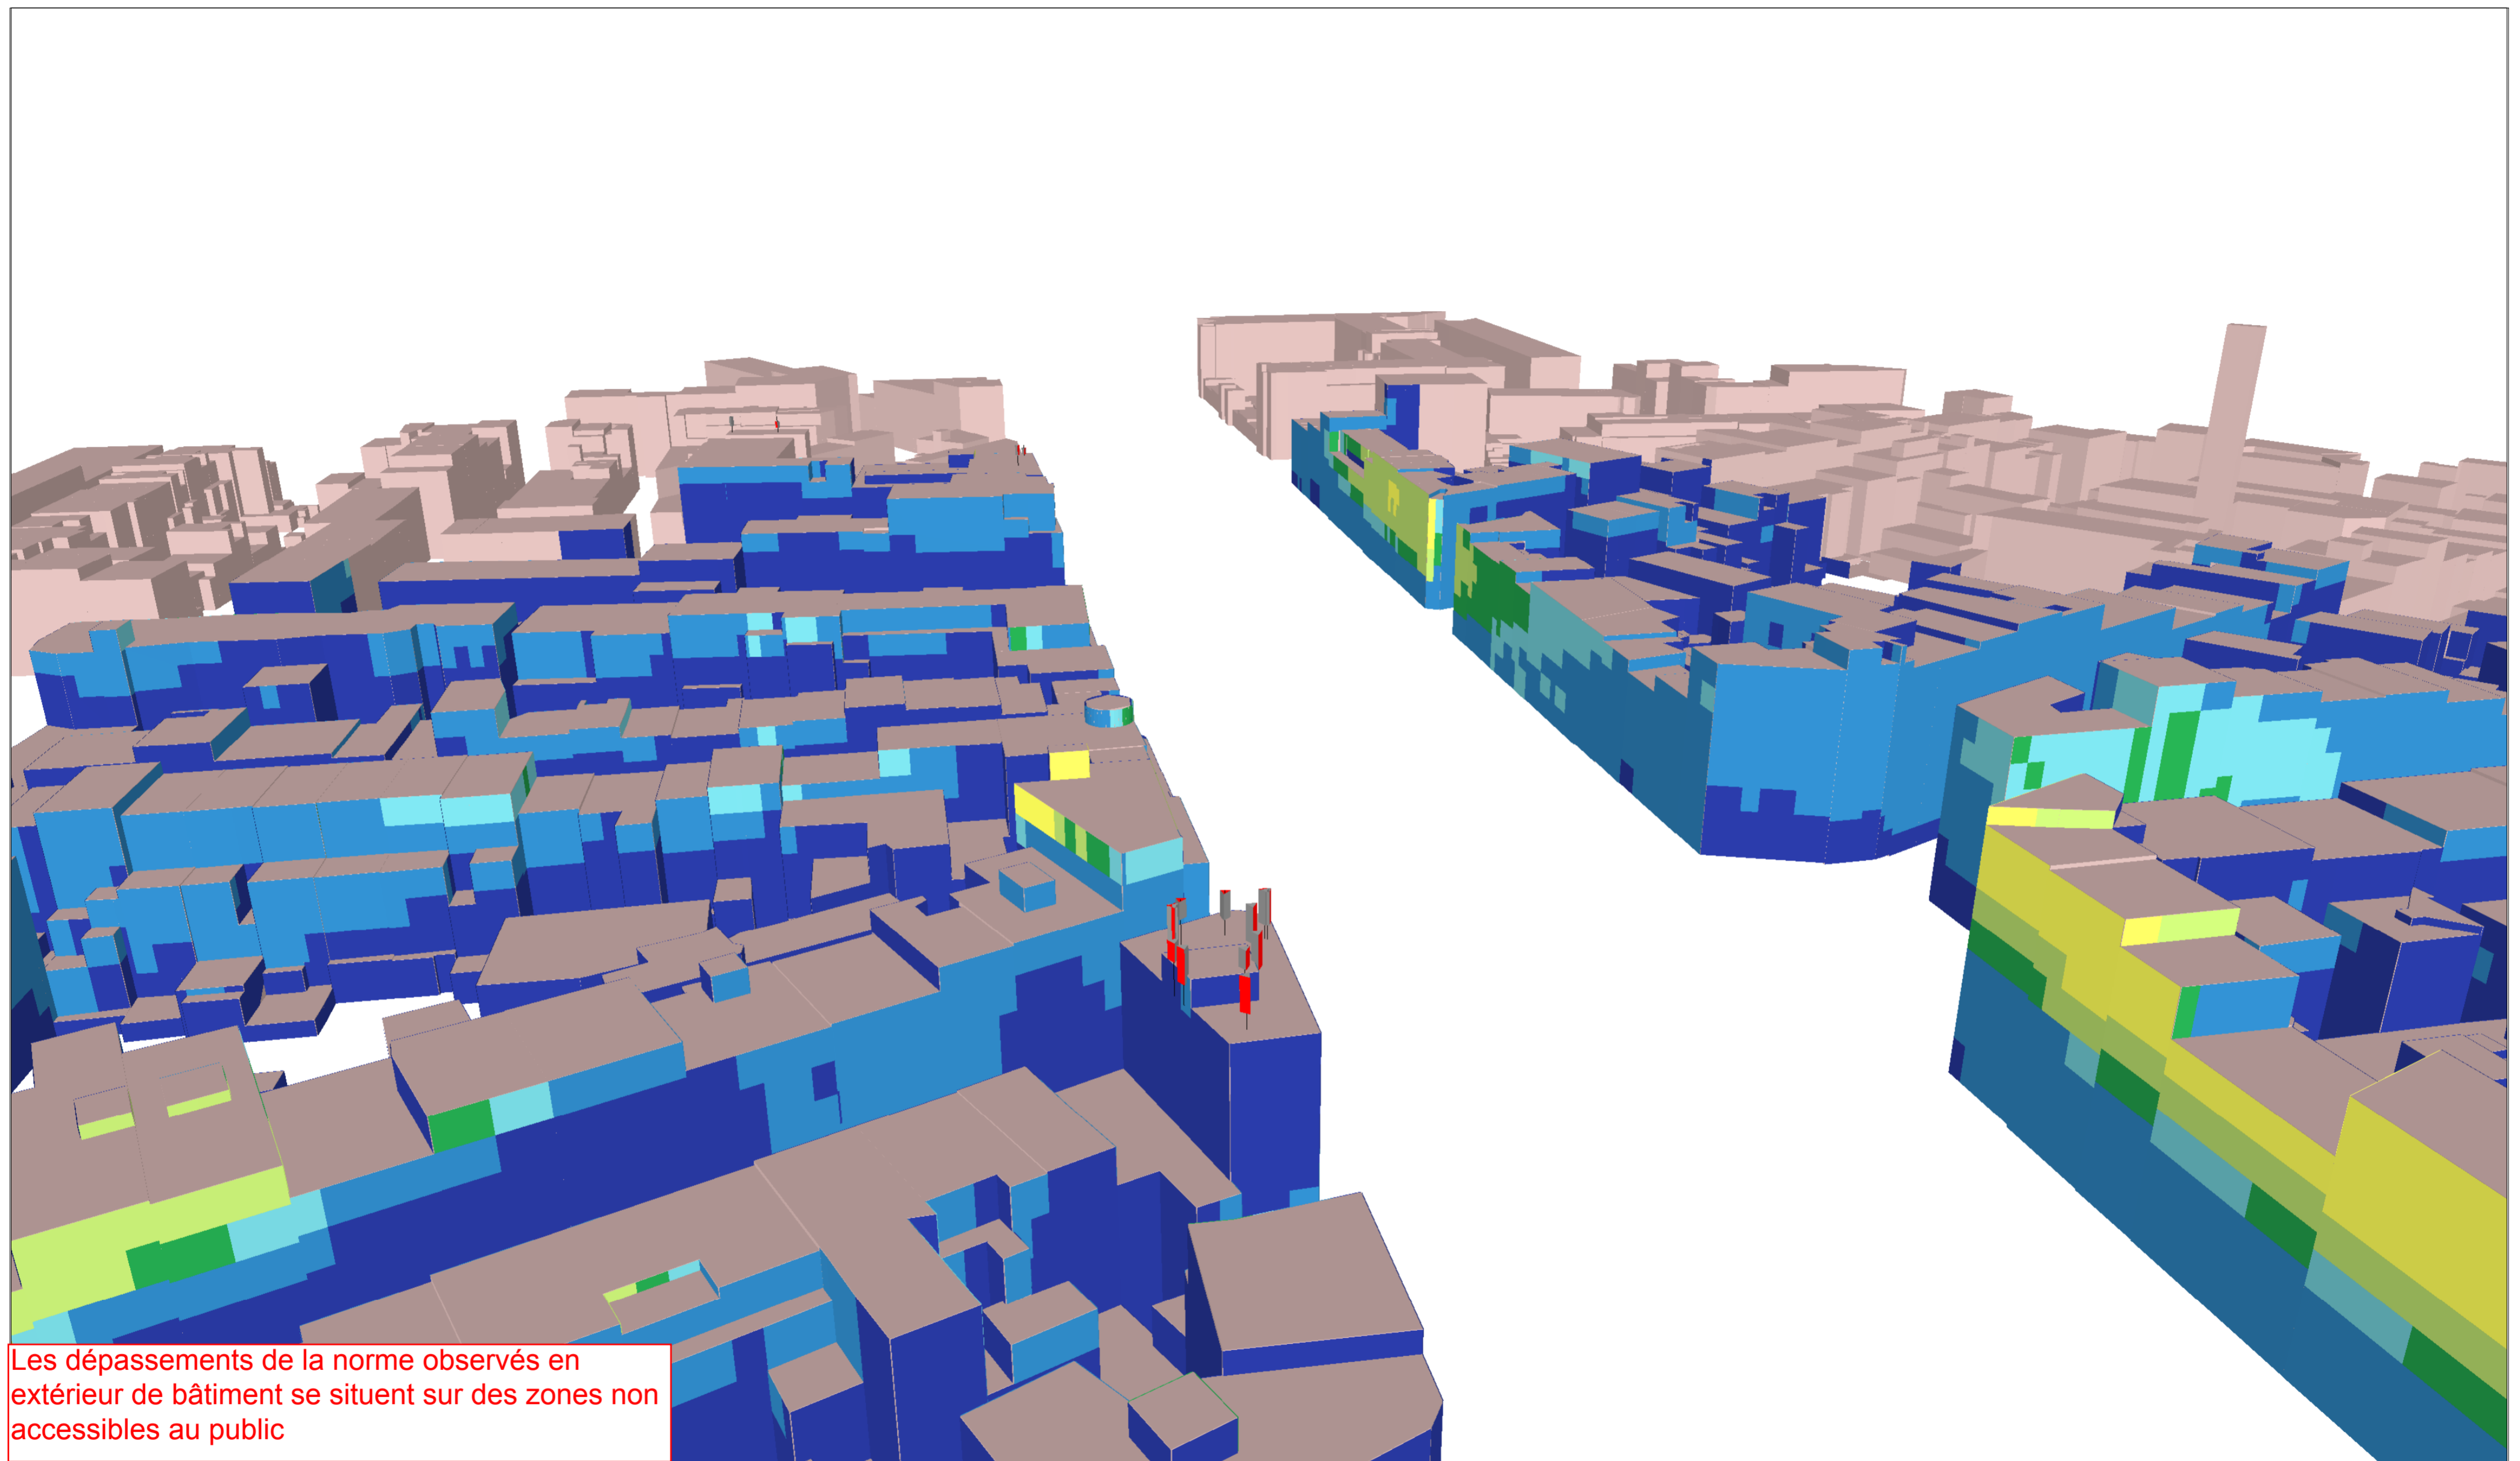 Les dépassements de la norme observés en
extérieur de bâtiment se situent sur des zones non
accessibles au public